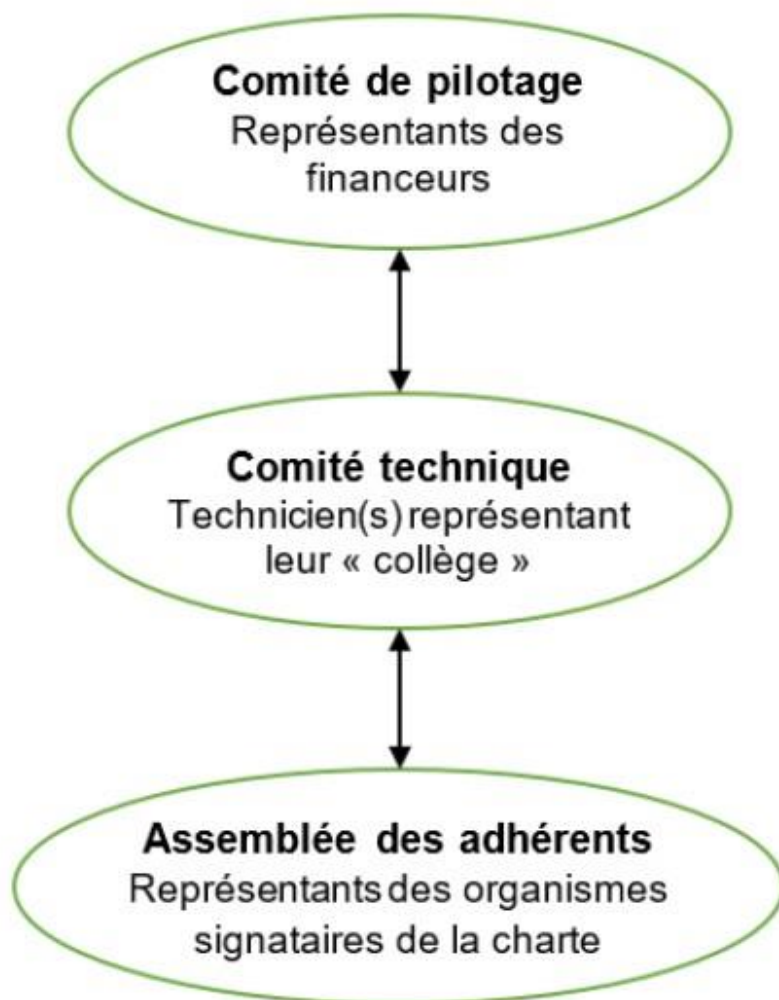 Comité de pilotage
Représentants des
financeurs
Comité technique
Technicien(s) représentant
leur « collège »
Assemblée des adhérents
Représentants des organismes
signataires de la charte